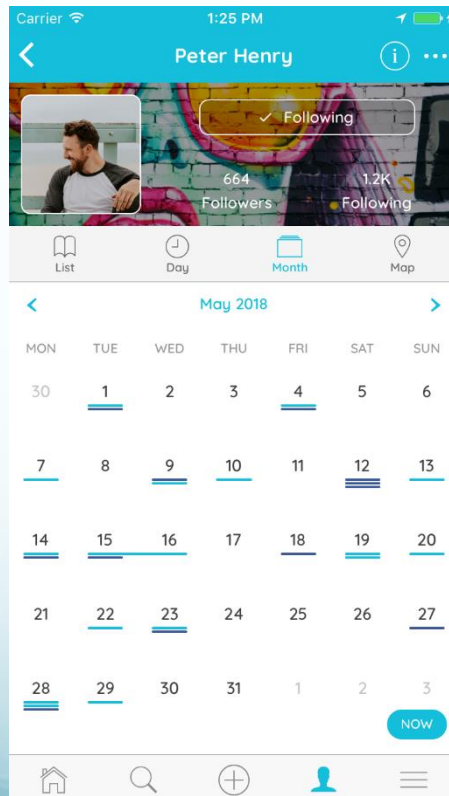 Carrier 1:25 PM
Peter Henry
Following
664 1.2K
Followers Following
List Day Month Map
May 2018
MON TUE WED THU FRI SAT SUN
30 1 2 3 4 5 6
7 8 9 10 11 12 13
14 15 16 17 18 19 20
21 22 23 24 25 26 27
28 29 30 31 1 2 3
NOW